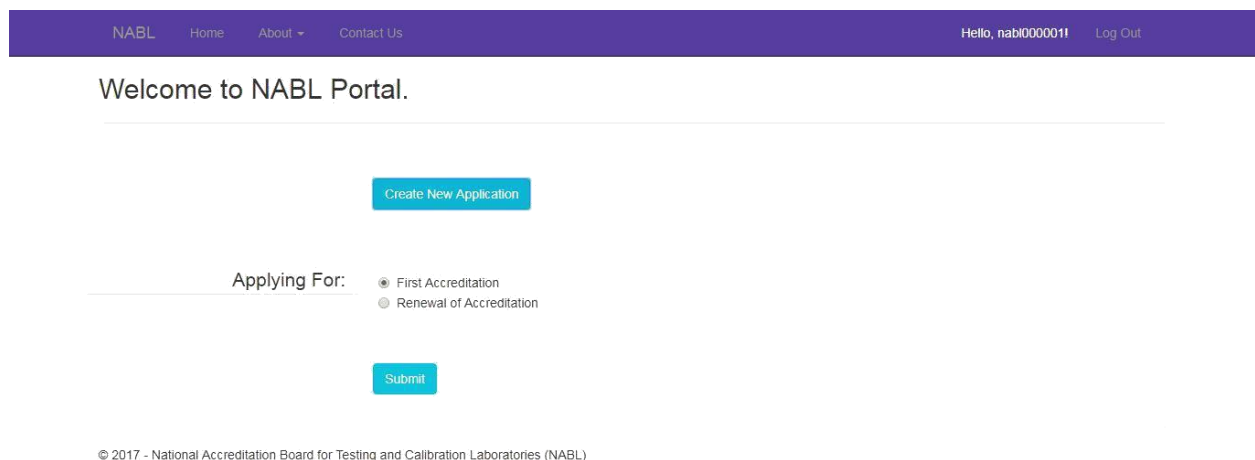 NABL Home About Contact Us Hello, nabl000001! Log Out
Welcome to NABL Portal.
Create New Application
Applying For: First Accreditation
Renewal of Accreditation
Submit
© 2017 - National Accreditation Board for Testing and Calibration Laboratories (NABL)